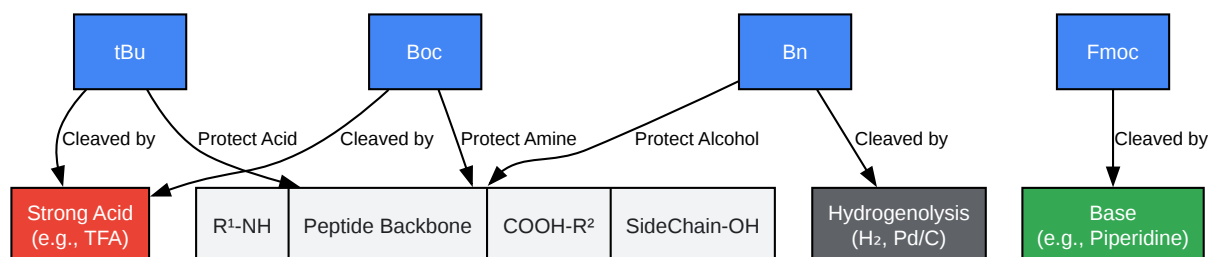 tBu
Boc
Bn
Fmoc
Cleaved by
Protect Acid
Cleaved by
Protect Amine
Protect Alcohol
Cleaved by
Cleaved by
Strong Acid
(e.g., TFA)
R¹-NH
Peptide Backbone
COOH-R²
SideChain-OH
Hydrogenolysis
(H₂, Pd/C)
Base
(e.g., Piperidine)